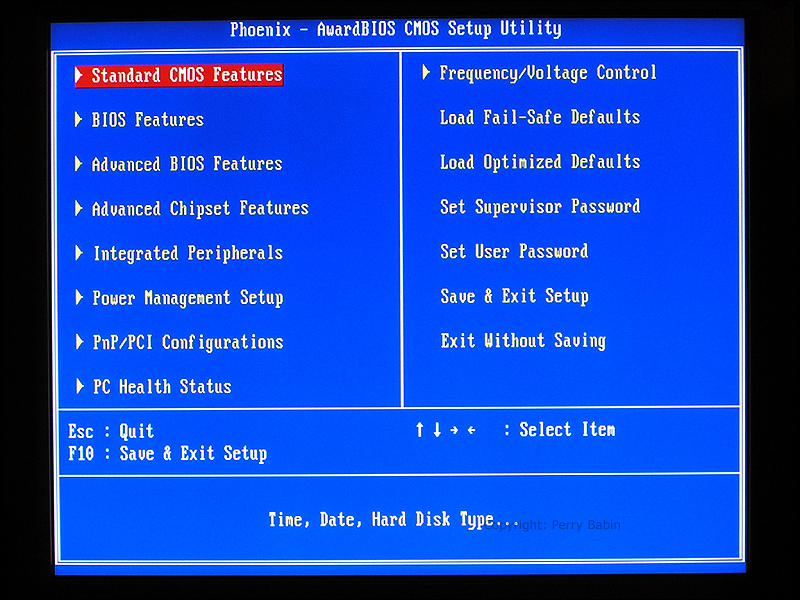 Phoenix - AwardBIOS CMOS Setup Utility
Standard CMOS Features
BIOS Features
Advanced BIOS Features
Advanced Chipset Features
Integrated Peripherals
Power Management Setup
PnP/PCI Configurations
PC Health Status
Frequency/Voltage Control
Load Fail-Safe Defaults
Load Optimized Defaults
Set Supervisor Password
Set User Password
Save & Exit Setup
Exit Without Saving
Esc : Quit
F10 : Save & Exit Setup
↑ ↓ → ← : Select Item
Time, Date, Hard Disk Type...
Copyright: Perry Babin